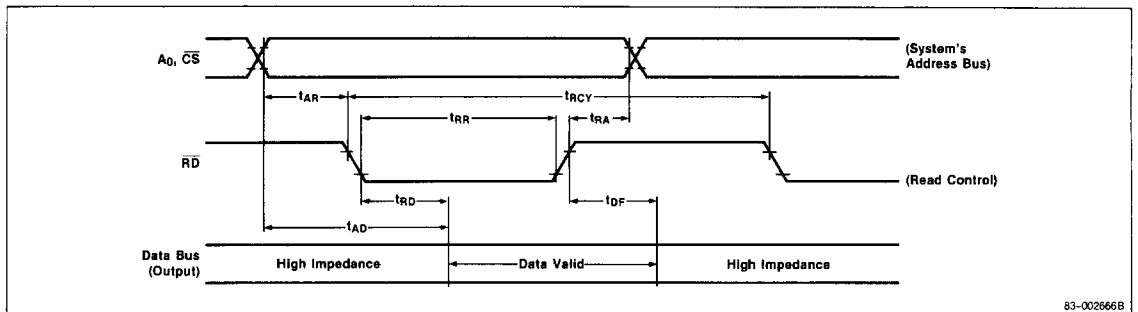 A0, CS
(System's Address Bus)
tAR
tRCY
tRR
tRA
RD
(Read Control)
tRD
tDF
tAD
Data Bus (Output)
High Impedance
Data Valid
High Impedance
83-002666B